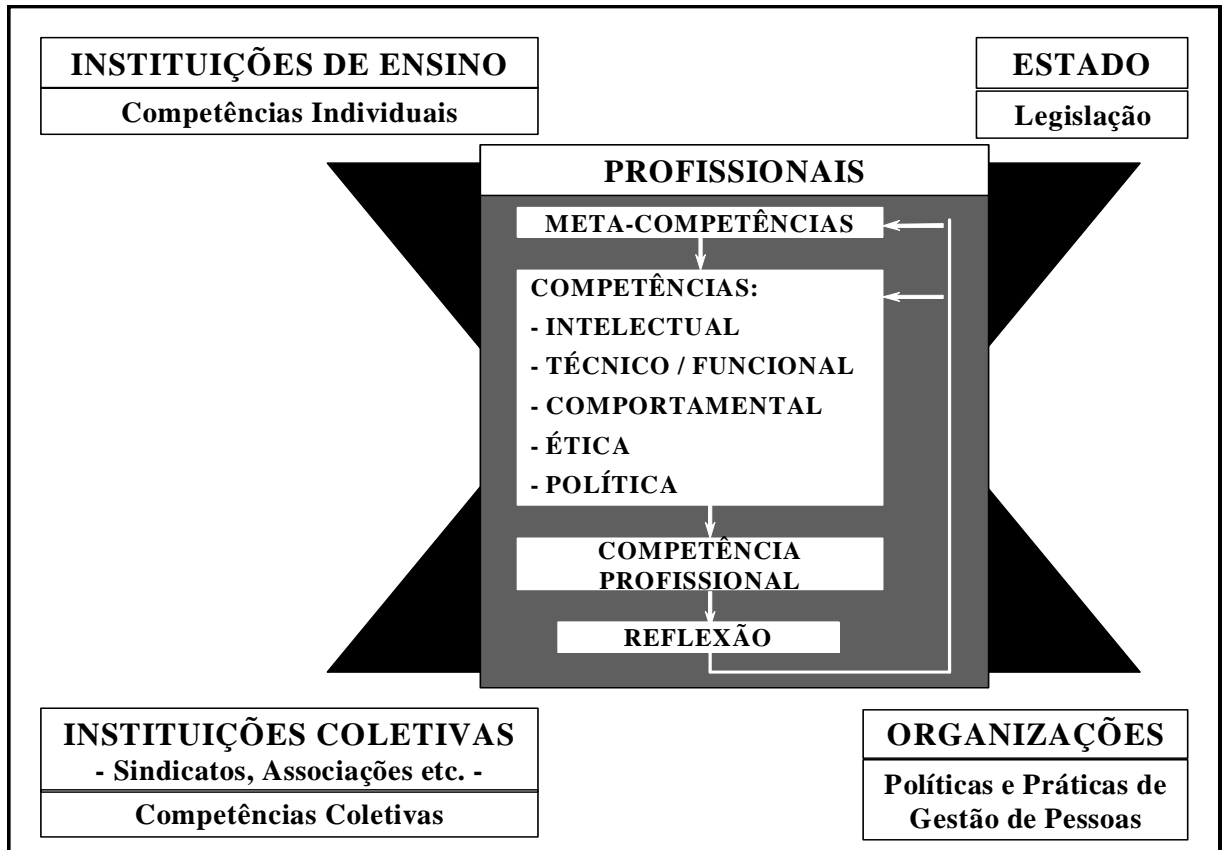 INSTITUIÇÕES DE ENSINO
Competências Individuais
ESTADO
Legislação
PROFISSIONAIS
META-COMPETÊNCIAS
COMPETÊNCIAS:
- INTELECTUAL
- TÉCNICO / FUNCIONAL
- COMPORTAMENTAL
- ÉTICA
- POLÍTICA
COMPETÊNCIA
PROFISSIONAL
REFLEXÃO
INSTITUIÇÕES COLETIVAS
- Sindicatos, Associações etc. -
Competências Coletivas
ORGANIZAÇÕES
Políticas e Práticas de
Gestão de Pessoas